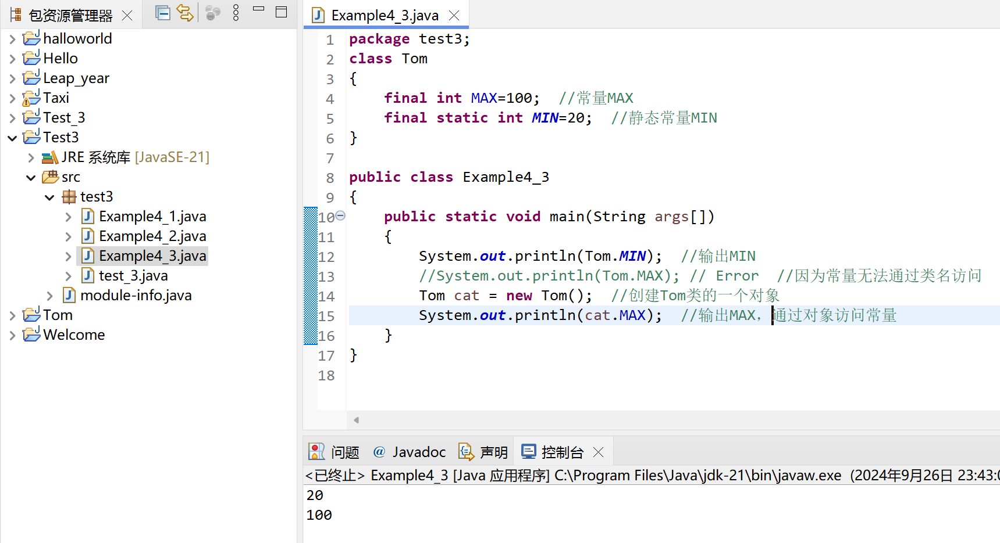 包资源管理器
halloworld
Hello
Leap_year
Taxi
Test_3
Test3
JRE 系统库 [JavaSE-21]
src
test3
Example4_1.java
Example4_2.java
Example4_3.java
test_3.java
module-info.java
Tom
Welcome
Example4_3.java
1 package test3;
2 class Tom
3 {
4     final int MAX=100;  //常量MAX
5     final static int MIN=20;  //静态常量MIN
6 }
7
8 public class Example4_3
9 {
10     public static void main(String args[])
11     {
12         System.out.println(Tom.MIN);  //输出MIN
13         //System.out.println(Tom.MAX); // Error  //因为常量无法通过类名访问
14         Tom cat = new Tom();  //创建Tom类的一个对象
15         System.out.println(cat.MAX);  //输出MAX，通过对象访问常量
16     }
17 }
18
问题 @ Javadoc 声明 控制台
<已终止> Example4_3 [Java 应用程序] C:\Program Files\Java\jdk-21\bin\javaw.exe  (2024年9月26日 23:43:0
20
100